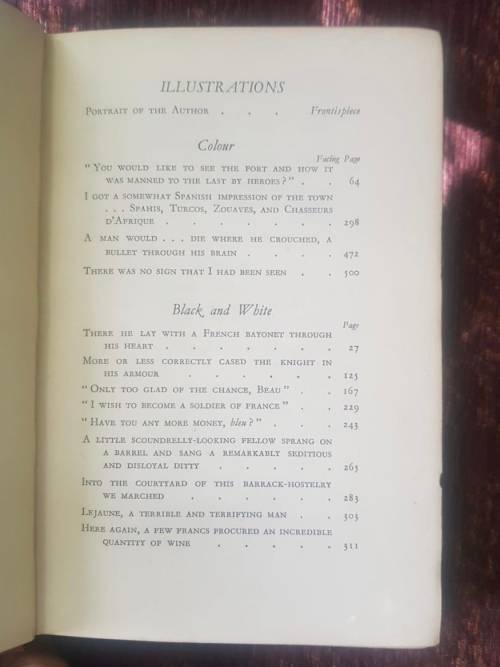 ILLUSTRATIONS
PORTRAIT OF THE AUTHOR . . . Frontispiece
Colour
Facing Page
"YOU WOULD LIKE TO SEE THE FORT AND HOW IT
WAS MANNED TO THE LAST BY HEROES?" . . 64
I GOT A SOMEWHAT SPANISH IMPRESSION OF THE TOWN
. . . SPAHIS, TURCOS, ZOUAVES, AND CHASSEURS
D'AFRIQUE . . . . . . 298
A MAN WOULD . . . DIE WHERE HE CROUCHED, A
BULLET THROUGH HIS BRAIN . . . . 472
THERE WAS NO SIGN THAT I HAD BEEN SEEN . . 500
Black and White
Page
THERE HE LAY WITH A FRENCH BAYONET THROUGH
HIS HEART . . . . . . 27
MORE OR LESS CORRECTLY CASED THE KNIGHT IN
HIS ARMOUR . . . . . . 125
"ONLY TOO GLAD OF THE CHANCE, BEAU" . . 167
"I WISH TO BECOME A SOLDIER OF FRANCE" . . 229
"HAVE YOU ANY MORE MONEY, bleu?" . . . 243
A LITTLE SCOUNDRELLY-LOOKING FELLOW SPRANG ON
A BARREL AND SANG A REMARKABLY SEDITIOUS
AND DISLOYAL DITTY . . . . . 265
INTO THE COURTYARD OF THIS BARRACK-HOSTELRY
WE MARCHED . . . . . 283
LEJAUNE, A TERRIBLE AND TERRIFYING MAN . . 303
HERE AGAIN, A FEW FRANCS PROCURED AN INCREDIBLE
QUANTITY OF WINE . . . . . 311